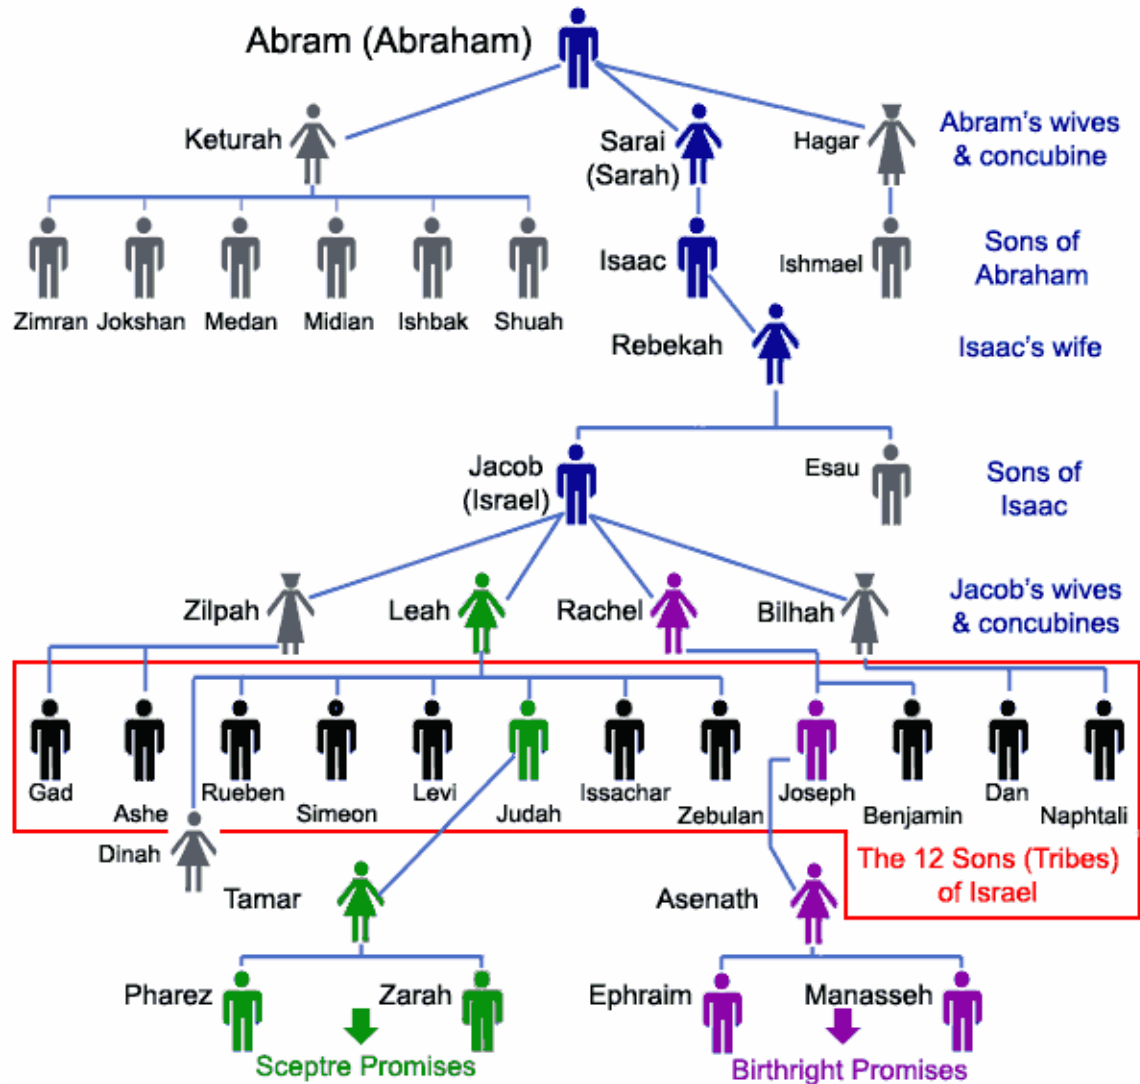 Abram (Abraham)
Keturah
Sarai
(Sarah)
Hagar
Abram's wives
& concubine
Zimran
Jokshan
Medan
Midian
Ishbak
Shuah
Isaac
Ishmael
Sons of
Abraham
Rebekah
Isaac's wife
Jacob
(Israel)
Esau
Sons of
Isaac
Zilpah
Leah
Rachel
Bilhah
Jacob's wives
& concubines
Gad
Ashe
Rueben
Simeon
Levi
Judah
Issachar
Zebulan
Joseph
Benjamin
Dan
Naphtali
Dinah
The 12 Sons (Tribes)
of Israel
Tamar
Asenath
Pharez
Zarah
Ephraim
Manasseh
Sceptre Promises
Birthright Promises